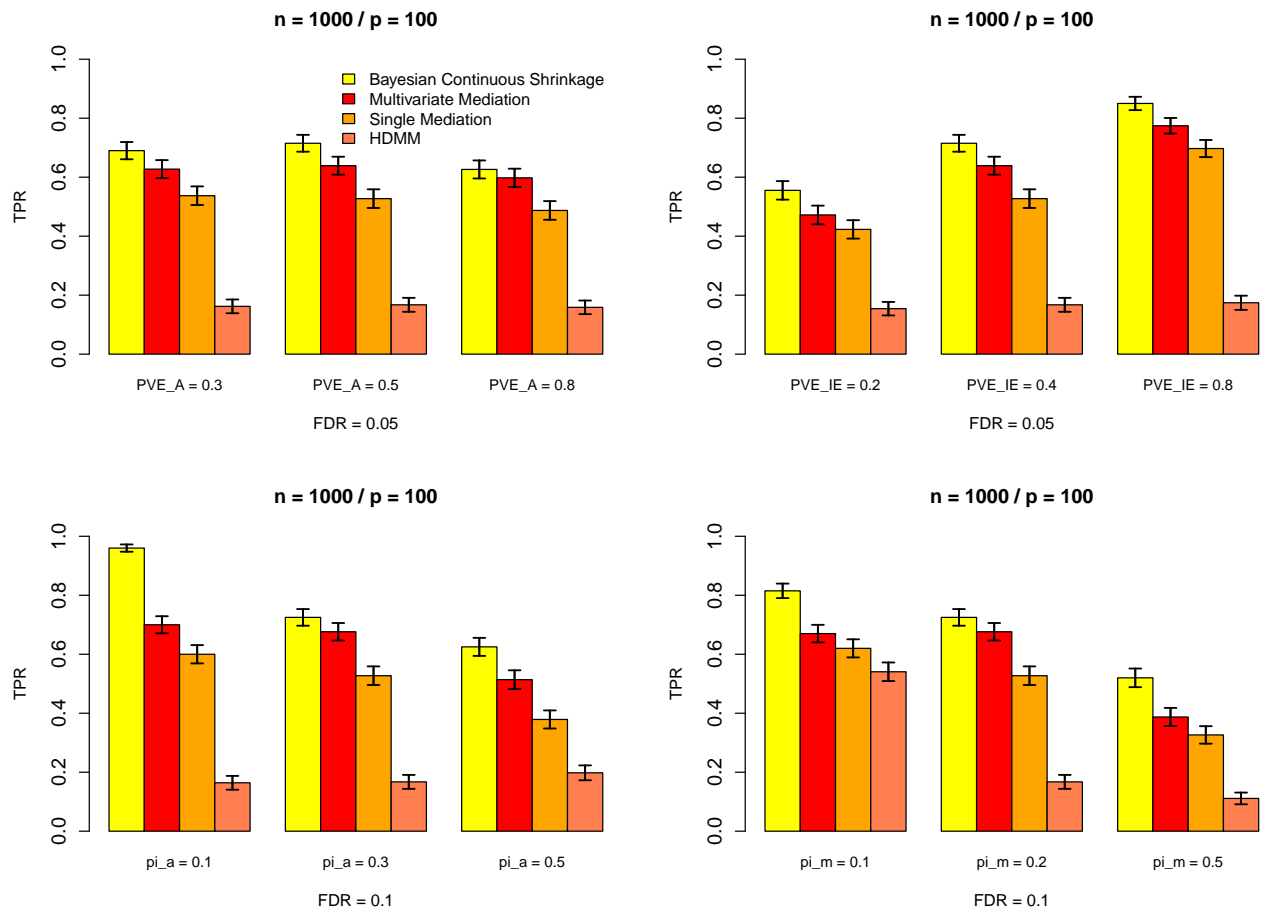 n = 1000 / p = 100
TPR
0.0 0.2 0.4 0.6 0.8 1.0
Bayesian Continuous Shrinkage
Multivariate Mediation
Single Mediation
HDMM
PVE_A = 0.3 PVE_A = 0.5 PVE_A = 0.8
FDR = 0.05
n = 1000 / p = 100
TPR
0.0 0.2 0.4 0.6 0.8 1.0
PVE_IE = 0.2 PVE_IE = 0.4 PVE_IE = 0.8
FDR = 0.05
n = 1000 / p = 100
TPR
0.0 0.2 0.4 0.6 0.8 1.0
pi_a = 0.1 pi_a = 0.3 pi_a = 0.5
FDR = 0.1
n = 1000 / p = 100
TPR
0.0 0.2 0.4 0.6 0.8 1.0
pi_m = 0.1 pi_m = 0.2 pi_m = 0.5
FDR = 0.1